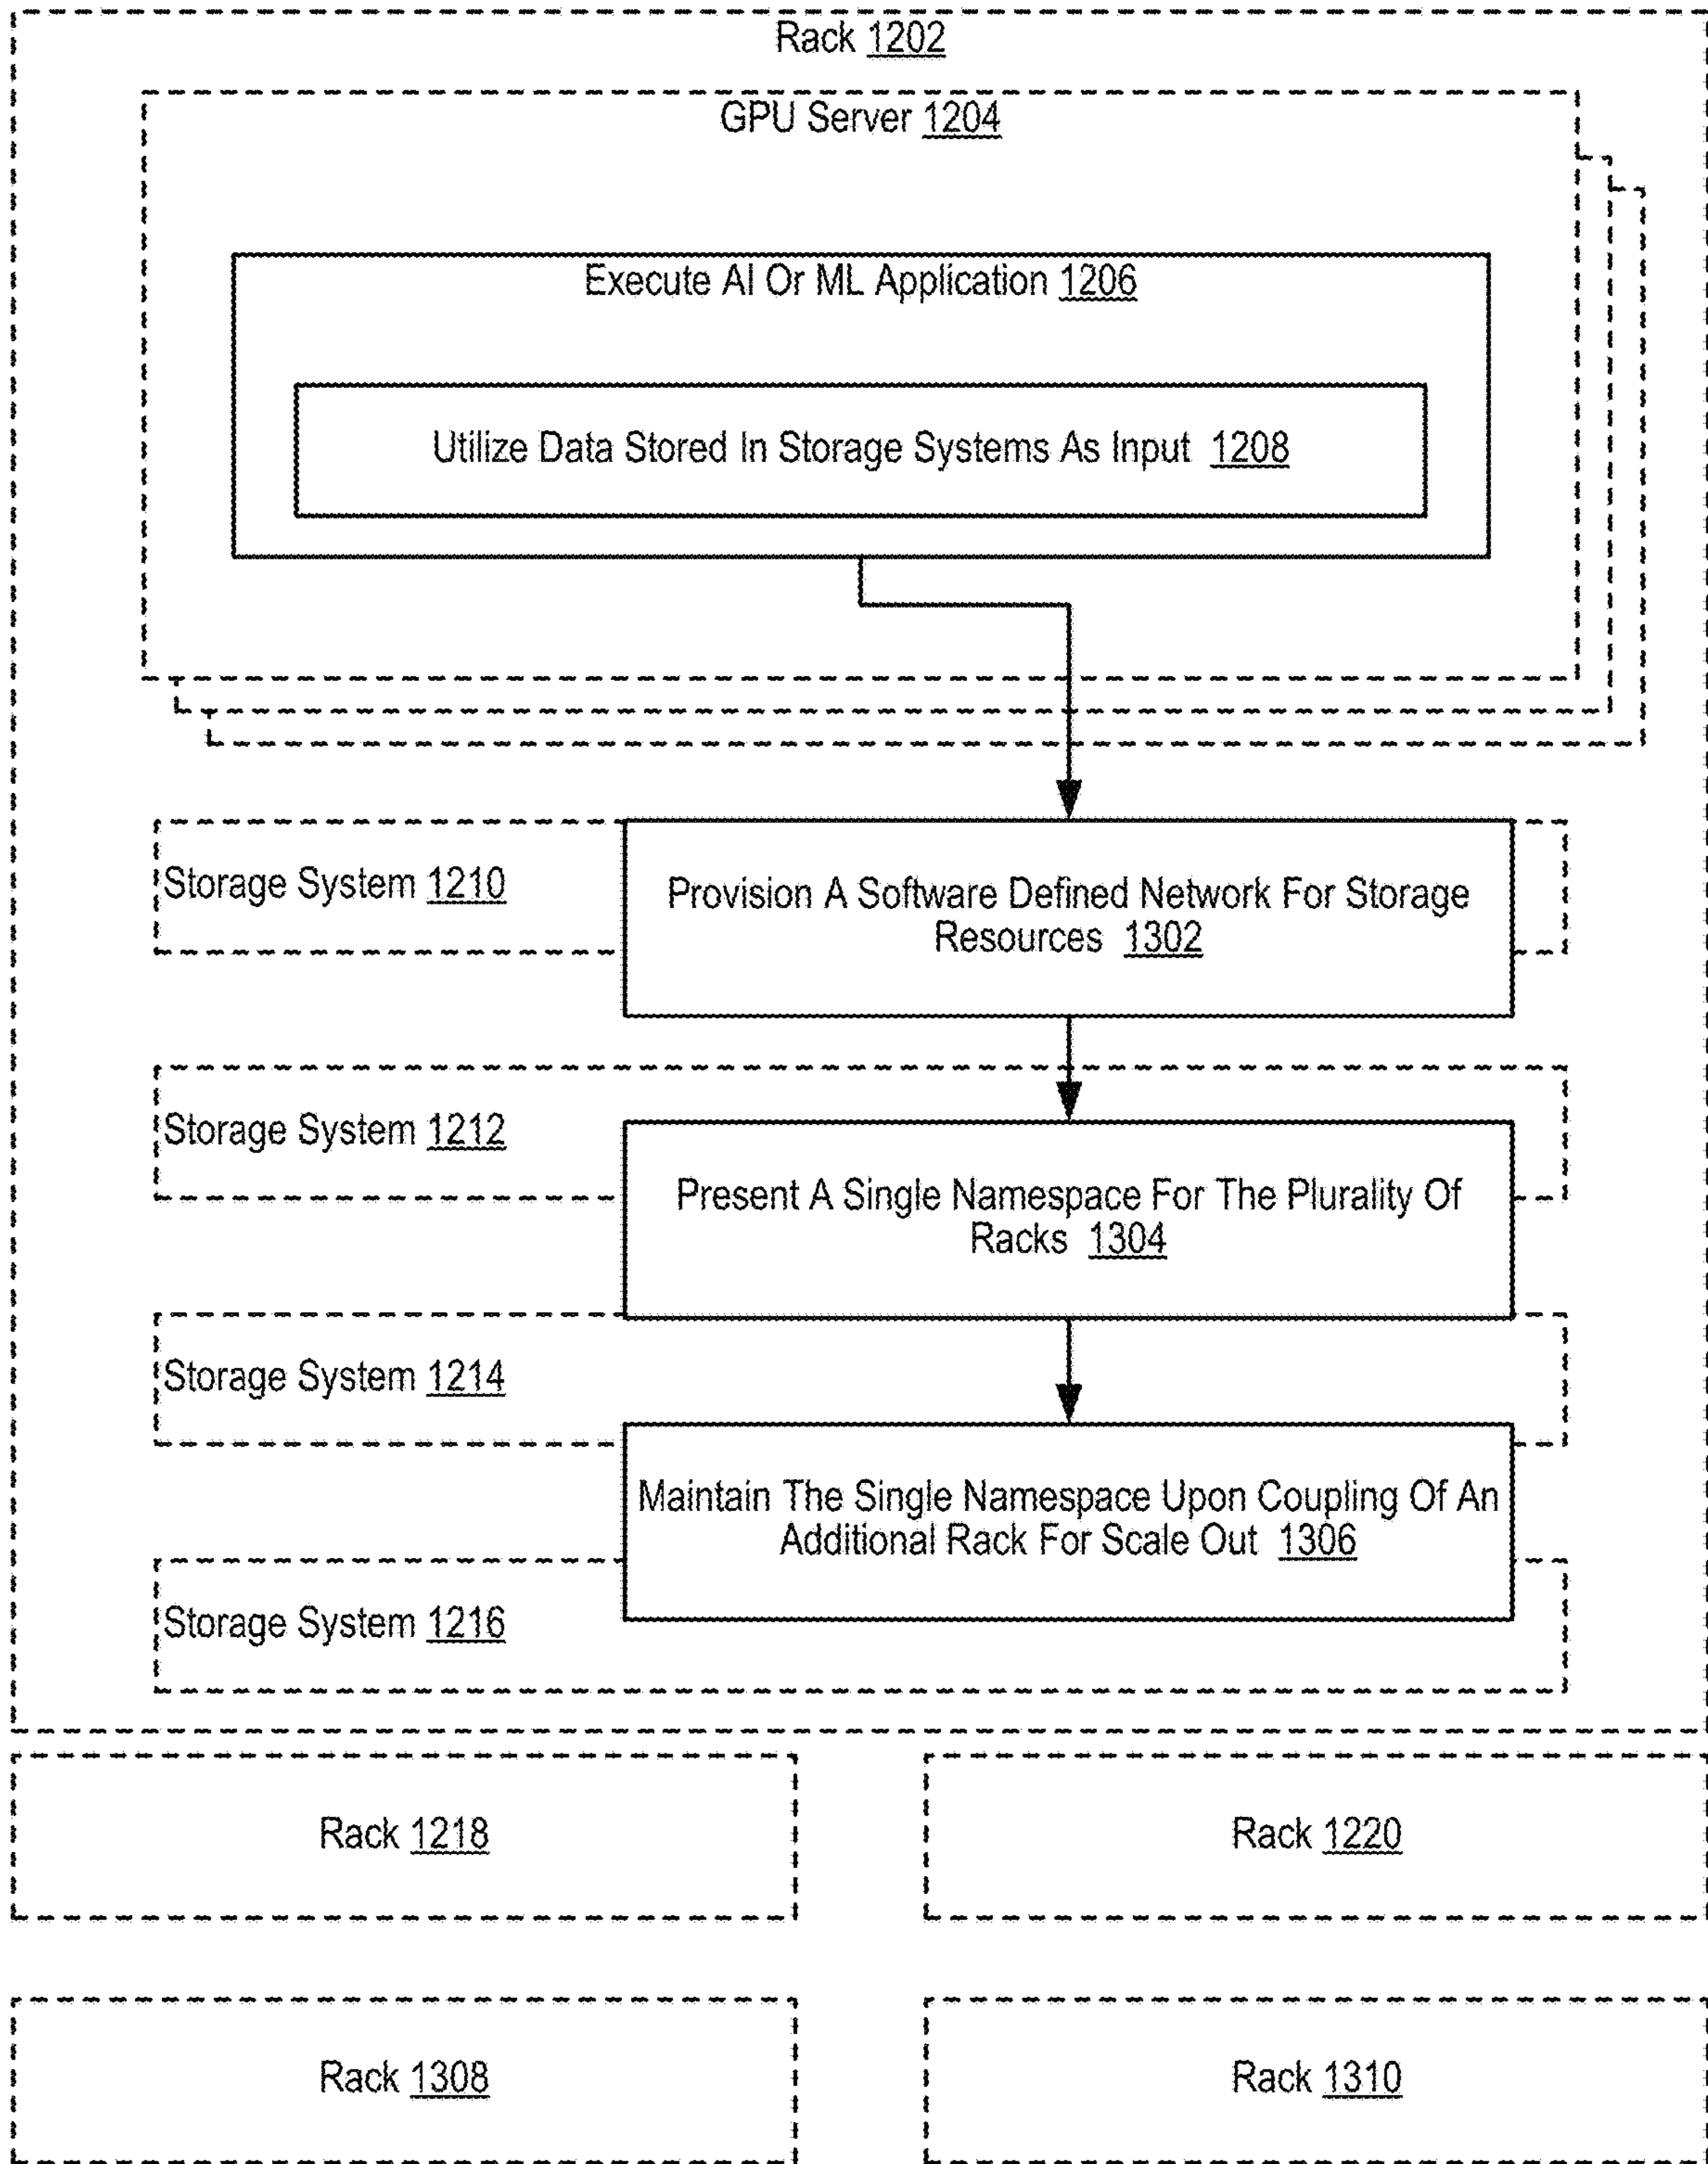 Rack 1202
GPU Server 1204
Execute AI Or ML Application 1206
Utilize Data Stored In Storage Systems As Input 1208
Storage System 1210
Provision A Software Defined Network For Storage
Resources 1302
Storage System 1212
Present A Single Namespace For The Plurality Of
Racks 1304
Storage System 1214
Maintain The Single Namespace Upon Coupling Of An
Additional Rack For Scale Out 1306
Storage System 1216
Rack 1218
Rack 1220
Rack 1308
Rack 1310